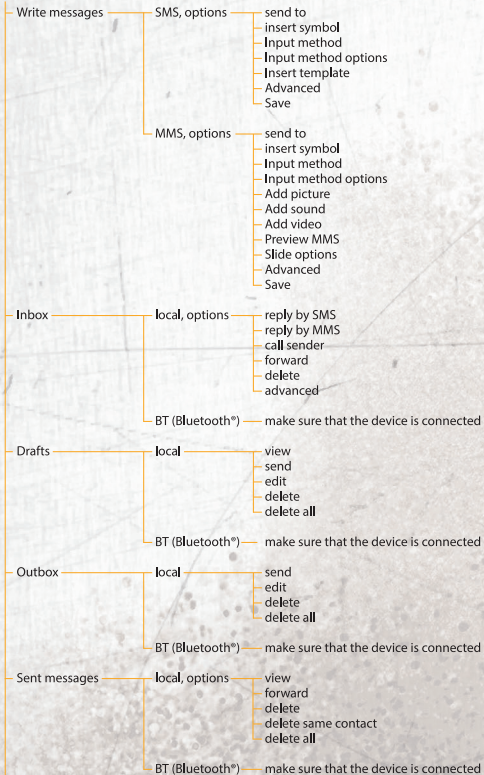 Write messages SMS, options send to
insert symbol
Input method
Input method options
Insert template
Advanced
Save
MMS, options send to
insert symbol
Input method
Input method options
Add picture
Add sound
Add video
Preview MMS
Slide options
Advanced
Save
Inbox local, options reply by SMS
reply by MMS
call sender
forward
delete
advanced
BT (Bluetooth®) make sure that the device is connected
Drafts local view
send
edit
delete
delete all
BT (Bluetooth®) make sure that the device is connected
Outbox local send
edit
delete
delete all
BT (Bluetooth®) make sure that the device is connected
Sent messages local, options view
forward
delete
delete same contact
delete all
BT (Bluetooth®) make sure that the device is connected